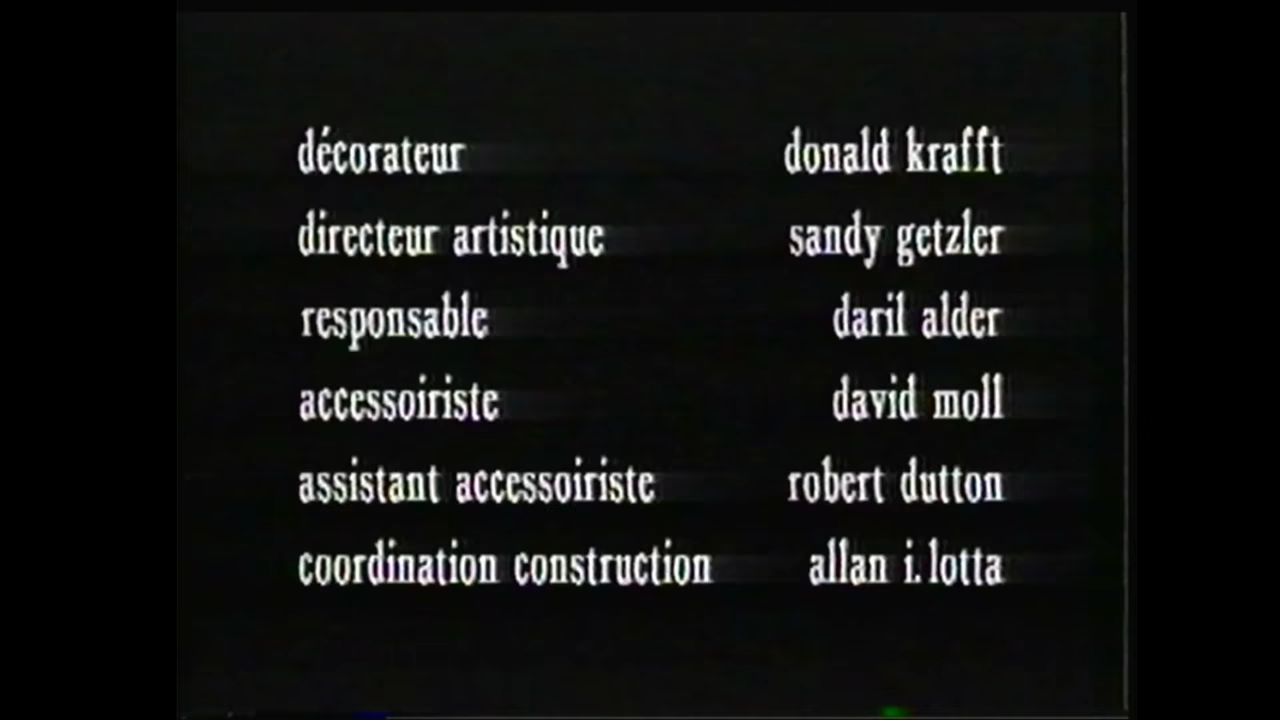 décorateur donald krafft
directeur artistique sandy getzler
responsable daril alder
accessoiriste david moll
assistant accessoiriste robert dutton
coordination construction allan i. lotta